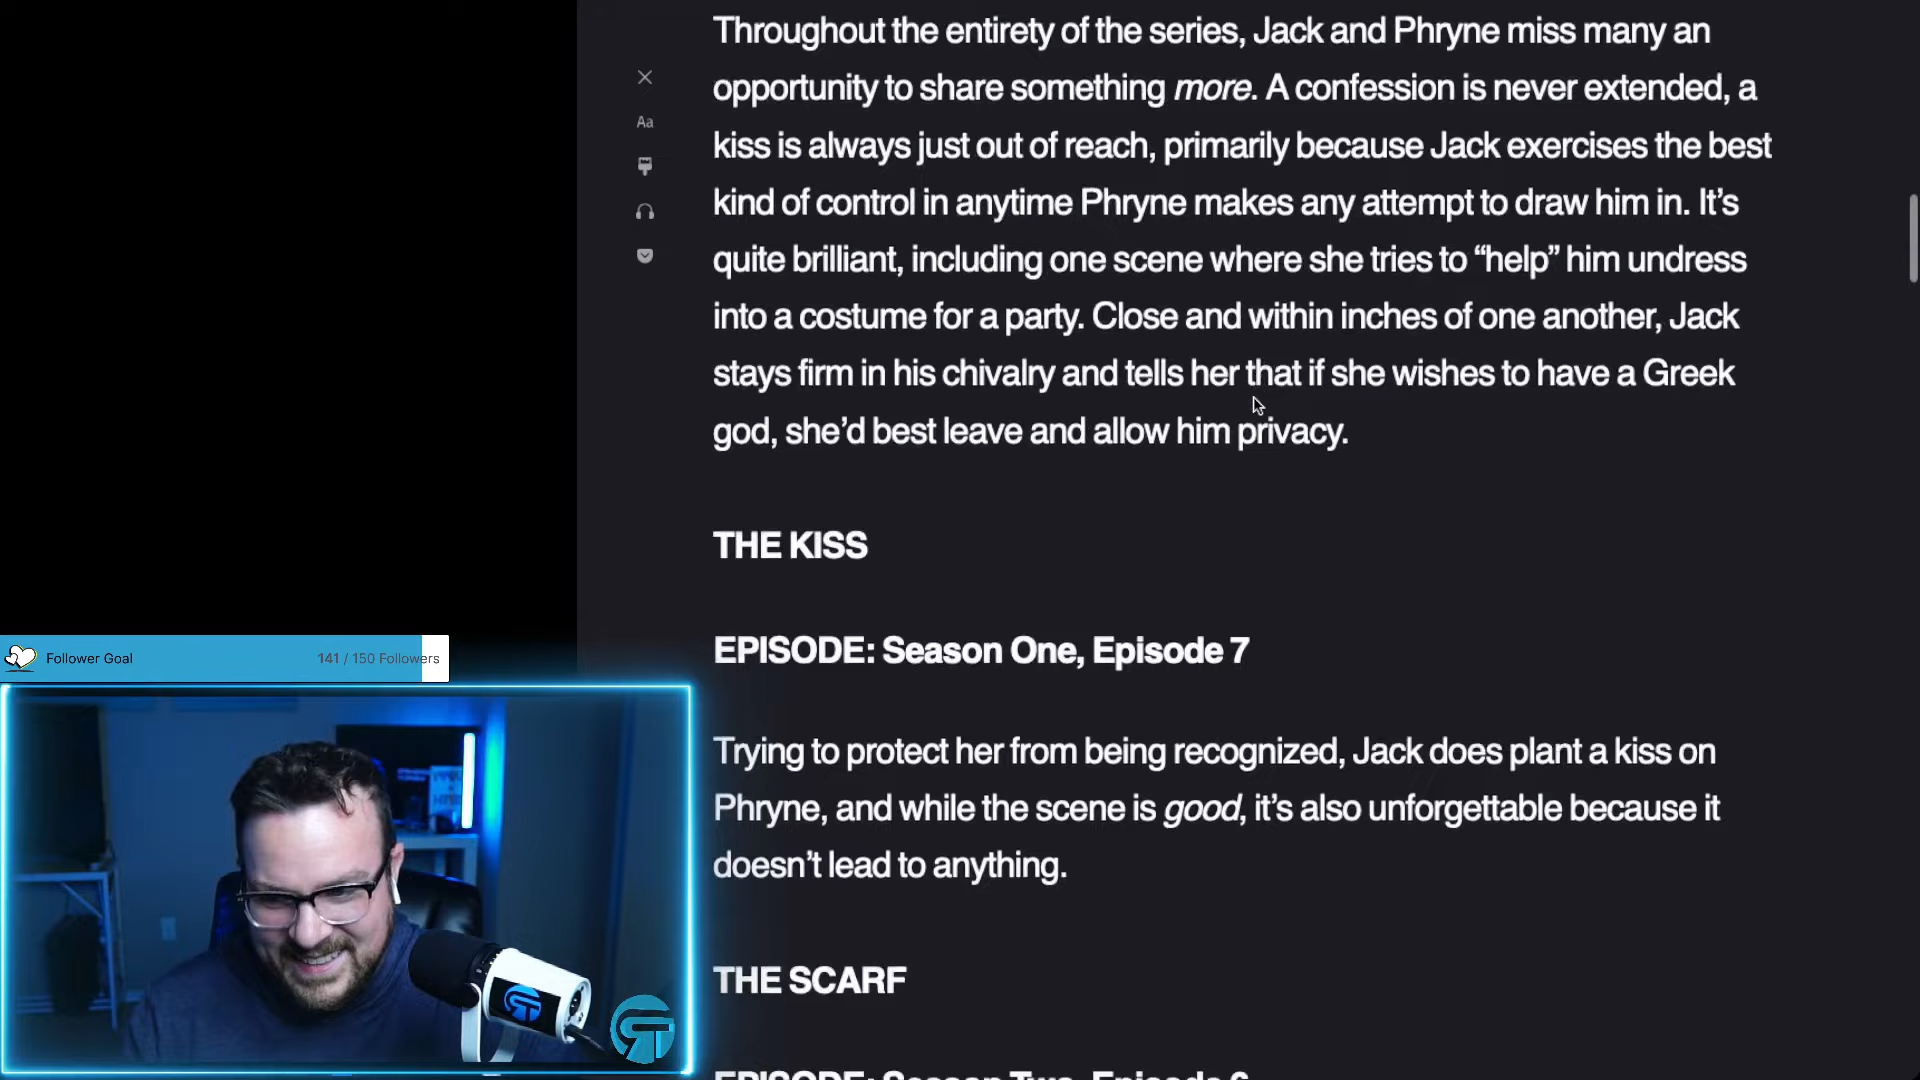 Throughout the entirety of the series, Jack and Phryne miss many an
opportunity to share something more. A confession is never extended, a
kiss is always just out of reach, primarily because Jack exercises the best
kind of control in anytime Phryne makes any attempt to draw him in. It’s
quite brilliant, including one scene where she tries to “help” him undress
into a costume for a party. Close and within inches of one another, Jack
stays firm in his chivalry and tells her that if she wishes to have a Greek
god, she’d best leave and allow him privacy.
Aa
THE KISS
EPISODE: Season One, Episode 7
Trying to protect her from being recognized, Jack does plant a kiss on
Phryne, and while the scene is good, it’s also unforgettable because it
doesn’t lead to anything.
THE SCARF
EPISODE: Season Two, Episode 6
Follower Goal 141 / 150 Followers